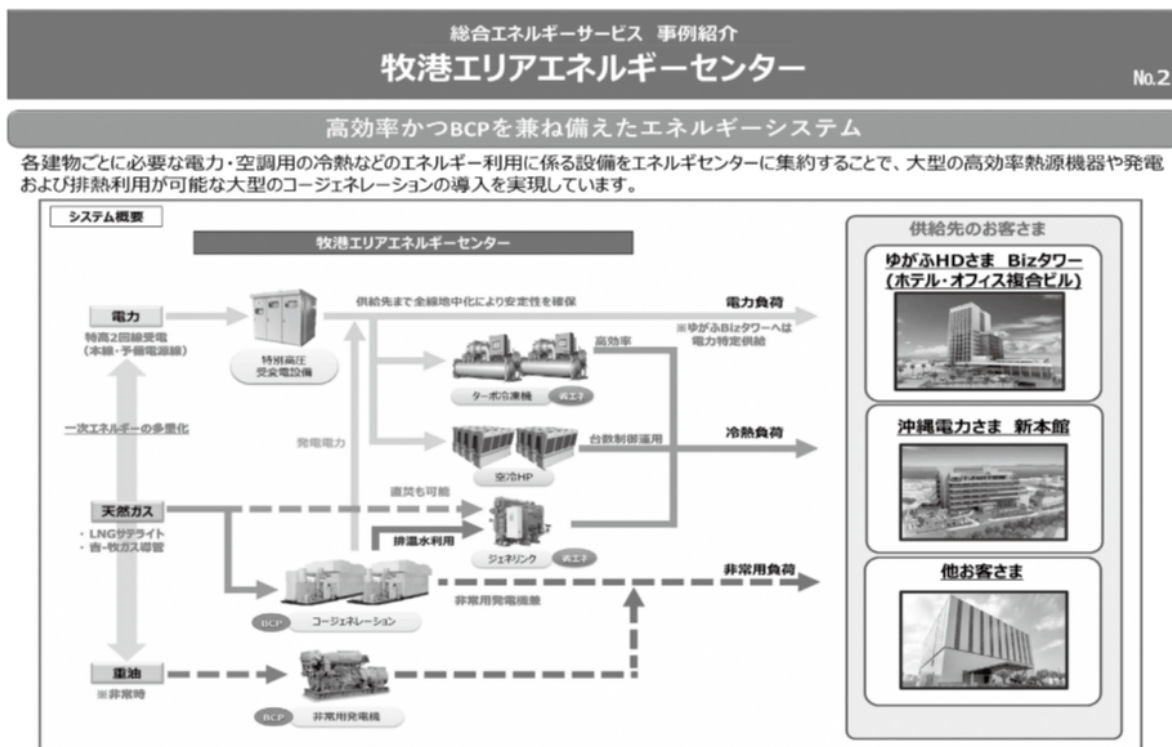 総合エネルギーサービス 事例紹介
牧港エリアエネルギーセンター
No.2
高効率かつBCPを兼ね備えたエネルギーシステム
各建物ごとに必要な電力・空調用の冷熱などのエネルギー利用に係る設備をエネルギセンターに集約することで、大型の高効率熱源機器や発電
および排熱利用が可能な大型のコージェネレーションの導入を実現しています。
システム概要
牧港エリアエネルギーセンター
供給先のお客さま
電力
特高2回線受電
(本線・予備電源線)
特別高圧
受変電設備
供給先まで全線地中化により安定性を確保
電力負荷
※ゆがふBizタワーへは
電力特定供給
高効率
ターボ冷凍機
省エネ
一次エネルギーの多重化
発電電力
台数制御運用
冷熱負荷
空冷HP
天然ガス
・LNGサテライト
・吉-牧ガス導管
直焚も可能
排温水利用
ジェネリンク
省エネ
非常用負荷
非常用発電機兼
BCP
コージェネレーション
重油
※非常時
BCP
非常用発電機
ゆがふHDさま Bizタワー
(ホテル・オフィス複合ビル)
沖縄電力さま 新本館
他お客さま